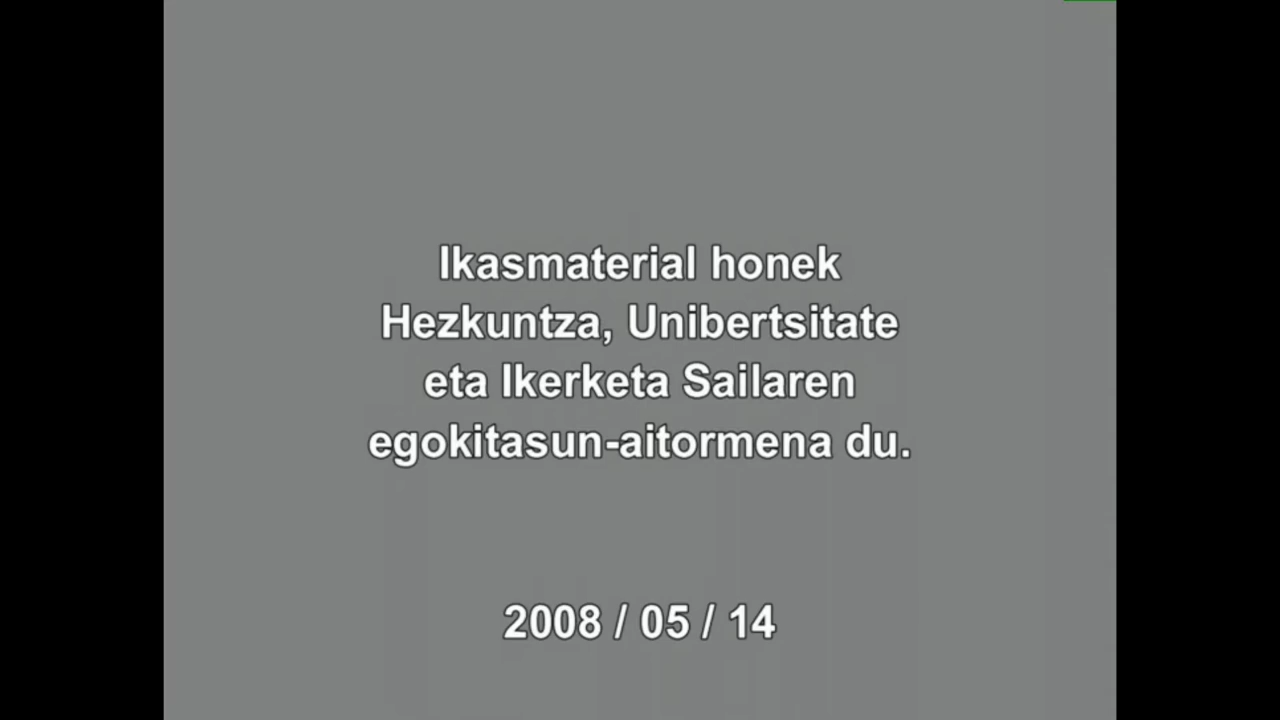 Ikasmaterial honek
Hezkuntza, Unibertsitate
eta Ikerketa Sailaren
egokitasun-aitormena du.
2008 / 05 / 14